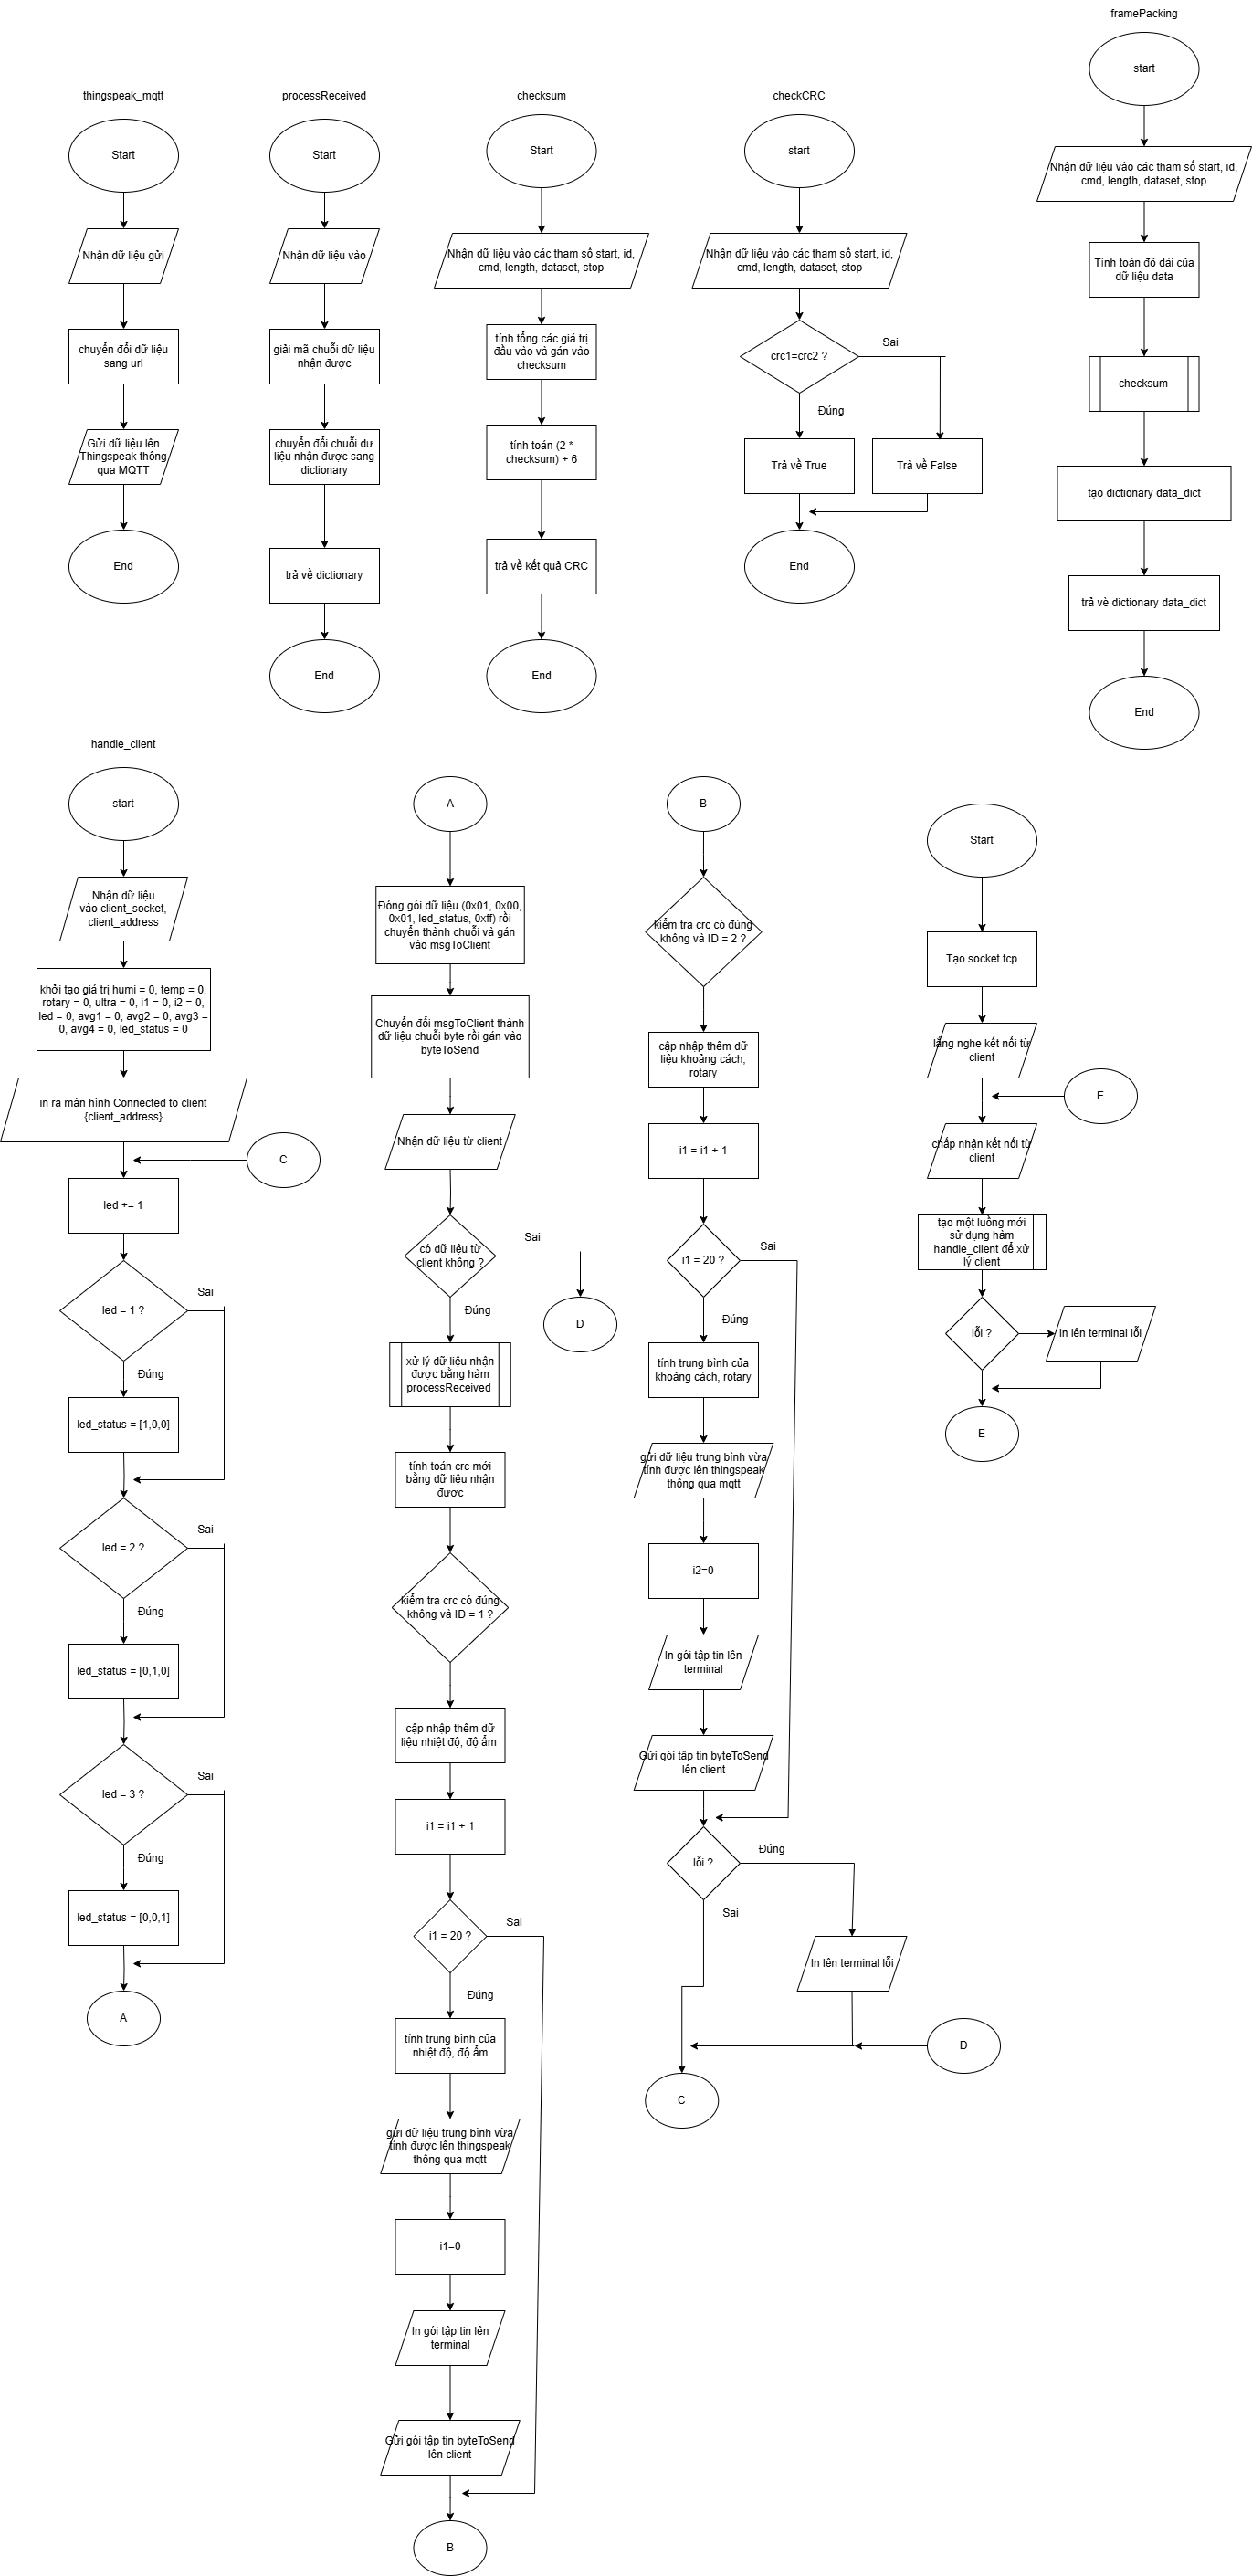 framePacking
start
Nhận dữ liệu vào các tham số start, id,
cmd, length, dataset, stop
Tính toán độ dài của
dữ liệu data
checksum
tạo dictionary data_dict
trả vè dictionary data_dict
End
thingspeak_mqtt
Start
Nhận dữ liệu gửi
chuyển đổi dữ liệu
sang url
Gửi dữ liệu lên
Thingspeak thông
qua MQTT
End
processReceived
Start
Nhận dữ liệu vào
giải mã chuỗi dữ liệu
nhận được
chuyển đổi chuỗi dư
liệu nhận được sang
dictionary
trả về dictionary
End
checksum
Start
Nhận dữ liệu vào các tham số start, id,
cmd, length, dataset, stop
tính tổng các giá trị
đầu vào và gán vào
checksum
tính toán (2 *
checksum) + 6
trả về kết quả CRC
End
checkCRC
start
Nhận dữ liệu vào các tham số start, id,
cmd, length, dataset, stop
crc1=crc2 ?
Sai
Đúng
Trả về True
Trả về False
End
handle_client
start
Nhận dữ liệu
vào client_socket,
client_address
khởi tạo giá trị humi = 0, temp = 0,
rotary = 0, ultra = 0, i1 = 0, i2 = 0,
led = 0, avg1 = 0, avg2 = 0, avg3 =
0, avg4 = 0, led_status = 0
in ra màn hình Connected to client
{client_address}
C
led += 1
led = 1 ?
Sai
Đúng
led_status = [1,0,0]
led = 2 ?
Sai
Đúng
led_status = [0,1,0]
led = 3 ?
Sai
Đúng
led_status = [0,0,1]
A
A
Đóng gói dữ liệu (0x01, 0x00,
0x01, led_status, 0xff) rồi
chuyển thành chuỗi và gán
vào msgToClient
Chuyển đổi msgToClient thành
dữ liệu chuỗi byte rồi gán vào
byteToSend
Nhận dữ liệu từ client
có dữ liệu từ
client không ?
Sai
D
Đúng
xử lý dữ liệu nhận
được bằng hàm
processReceived
tính toán crc mới
bằng dữ liệu nhận
được
kiểm tra crc có đúng
không và ID = 1 ?
cập nhập thêm dữ
liệu nhiệt độ, độ ẩm
i1 = i1 + 1
i1 = 20 ?
Sai
Đúng
tính trung bình của
nhiệt độ, độ ẩm
gửi dữ liệu trung bình vừa
tính được lên thingspeak
thông qua mqtt
i1=0
In gói tập tin lên
terminal
Gửi gói tập tin byteToSend
lên client
B
B
kiểm tra crc có đúng
không và ID = 2 ?
cập nhập thêm dữ
liệu khoảng cách,
rotary
i1 = i1 + 1
i1 = 20 ?
Sai
Đúng
tính trung bình của
khoảng cách, rotary
gửi dữ liệu trung bình vừa
tính được lên thingspeak
thông qua mqtt
i2=0
In gói tập tin lên
terminal
Gửi gói tập tin byteToSend
lên client
lỗi ?
Đúng
Sai
In lên terminal lỗi
D
C
Start
Tạo socket tcp
lắng nghe kết nối từ
client
E
chấp nhận kết nối từ
client
tạo một luồng mới
sử dụng hàm
handle_client để xử
lý client
lỗi ?
in lên terminal lỗi
E